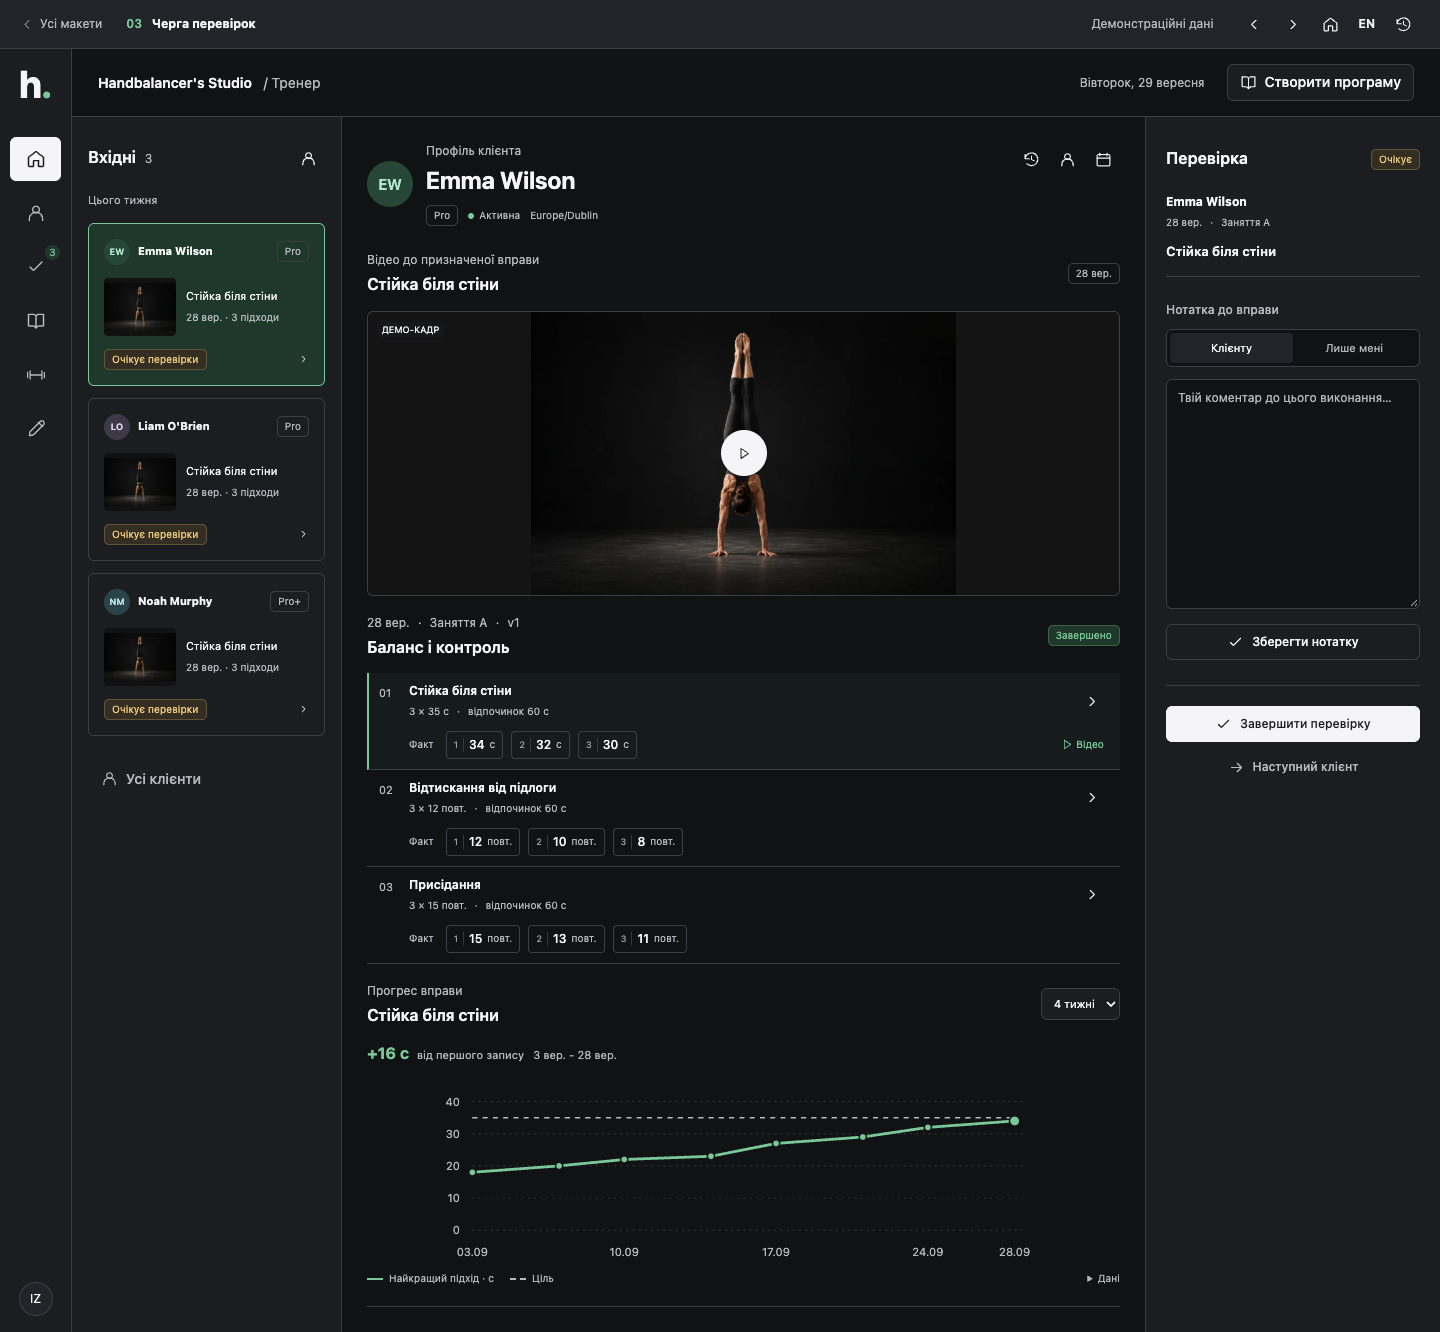 Усі макети
03 Черга перевірок
Демонстраційні дані
EN
h.
Handbalancer's Studio / Тренер
Вівторок, 29 вересня
Створити програму
3
IZ
Вхідні 3
Цього тижня
EW Emma Wilson Pro
Стійка біля стіни
28 вер. · 3 підходи
Очікує перевірки
LO Liam O'Brien Pro
Стійка біля стіни
28 вер. · 3 підходи
Очікує перевірки
NM Noah Murphy Pro+
Стійка біля стіни
28 вер. · 3 підходи
Очікує перевірки
Усі клієнти
Профіль клієнта
EW Emma Wilson
Pro Активна Europe/Dublin
Відео до призначеної вправи
Стійка біля стіни
28 вер.
ДЕМО-КАДР
28 вер. · Заняття A · v1
Баланс і контроль
Завершено
01 Стійка біля стіни
3 × 35 с · відпочинок 60 с
Факт 1 34 с 2 32 с 3 30 с
Відео
02 Відтискання від підлоги
3 × 12 повт. · відпочинок 60 с
Факт 1 12 повт. 2 10 повт. 3 8 повт.
03 Присідання
3 × 15 повт. · відпочинок 60 с
Факт 1 15 повт. 2 13 повт. 3 11 повт.
Прогрес вправи
Стійка біля стіни
4 тижні
+16 с від першого запису 3 вер. - 28 вер.
40
30
20
10
0
03.09 10.09 17.09 24.09 28.09
Найкращий підхід · с Ціль
Дані
Перевірка
Очікує
Emma Wilson
28 вер. · Заняття A
Стійка біля стіни
Нотатка до вправи
Клієнту Лише мені
Твій коментар до цього виконання...
Зберегти нотатку
Завершити перевірку
Наступний клієнт